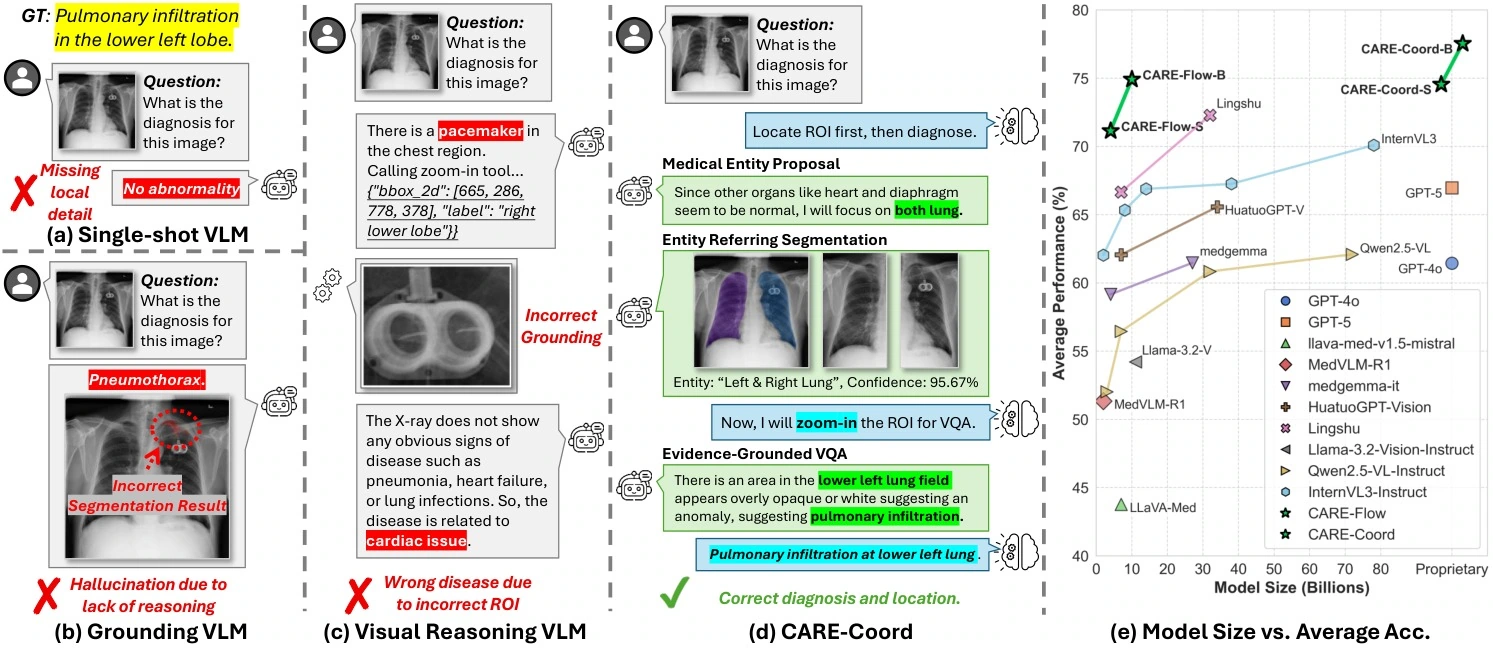 GT: Pulmonary infiltration
in the lower left lobe.
Question:
What is the
diagnosis for
this image?
Missing
local
detail
No abnormality
(a) Single-shot VLM
Question:
What is the
diagnosis for
this image?
Pneumothorax.
Incorrect
Segmentation Result
Hallucination due to
lack of reasoning
(b) Grounding VLM
Question:
What is the
diagnosis for
this image?
There is a pacemaker in
the chest region.
Calling zoom-in tool...
{"bbox_2d": [665, 286,
778, 378], "label": "right
lower lobe"}}
Incorrect
Grounding
The X-ray does not show
any obvious signs of
disease such as
pneumonia, heart failure,
or lung infections. So, the
disease is related to
cardiac issue.
Wrong disease due
to incorrect ROI
(c) Visual Reasoning VLM
Question:
What is the
diagnosis for
this image?
Locate ROI first, then diagnose.
Medical Entity Proposal
Since other organs like heart and diaphragm
seem to be normal, I will focus on both lung.
Entity Referring Segmentation
Entity: “Left & Right Lung”, Confidence: 95.67%
Now, I will zoom-in the ROI for VQA.
Evidence-Grounded VQA
There is an area in the lower left lung field
appears overly opaque or white suggesting an
anomaly, suggesting pulmonary infiltration.
Pulmonary infiltration at lower left lung.
Correct diagnosis and location.
(d) CARE-Coord
Average Performance (%)
80
75
70
65
60
55
50
45
40
CARE-Coord-B
CARE-Flow-B
CARE-Coord-S
Lingshu
CARE-Flow-S
InternVL3
GPT-5
HuatuoGPT-V
medgemma
Qwen2.5-VL
GPT-4o
Llama-3.2-V
MedVLM-R1
LLaVA-Med
GPT-4o
GPT-5
llava-med-v1.5-mistral
MedVLM-R1
medgemma-it
HuatuoGPT-Vision
Lingshu
Llama-3.2-Vision-Instruct
Qwen2.5-VL-Instruct
InternVL3-Instruct
CARE-Flow
CARE-Coord
0 10 20 30 40 50 60 70 80 Proprietary
Model Size (Billions)
(e) Model Size vs. Average Acc.